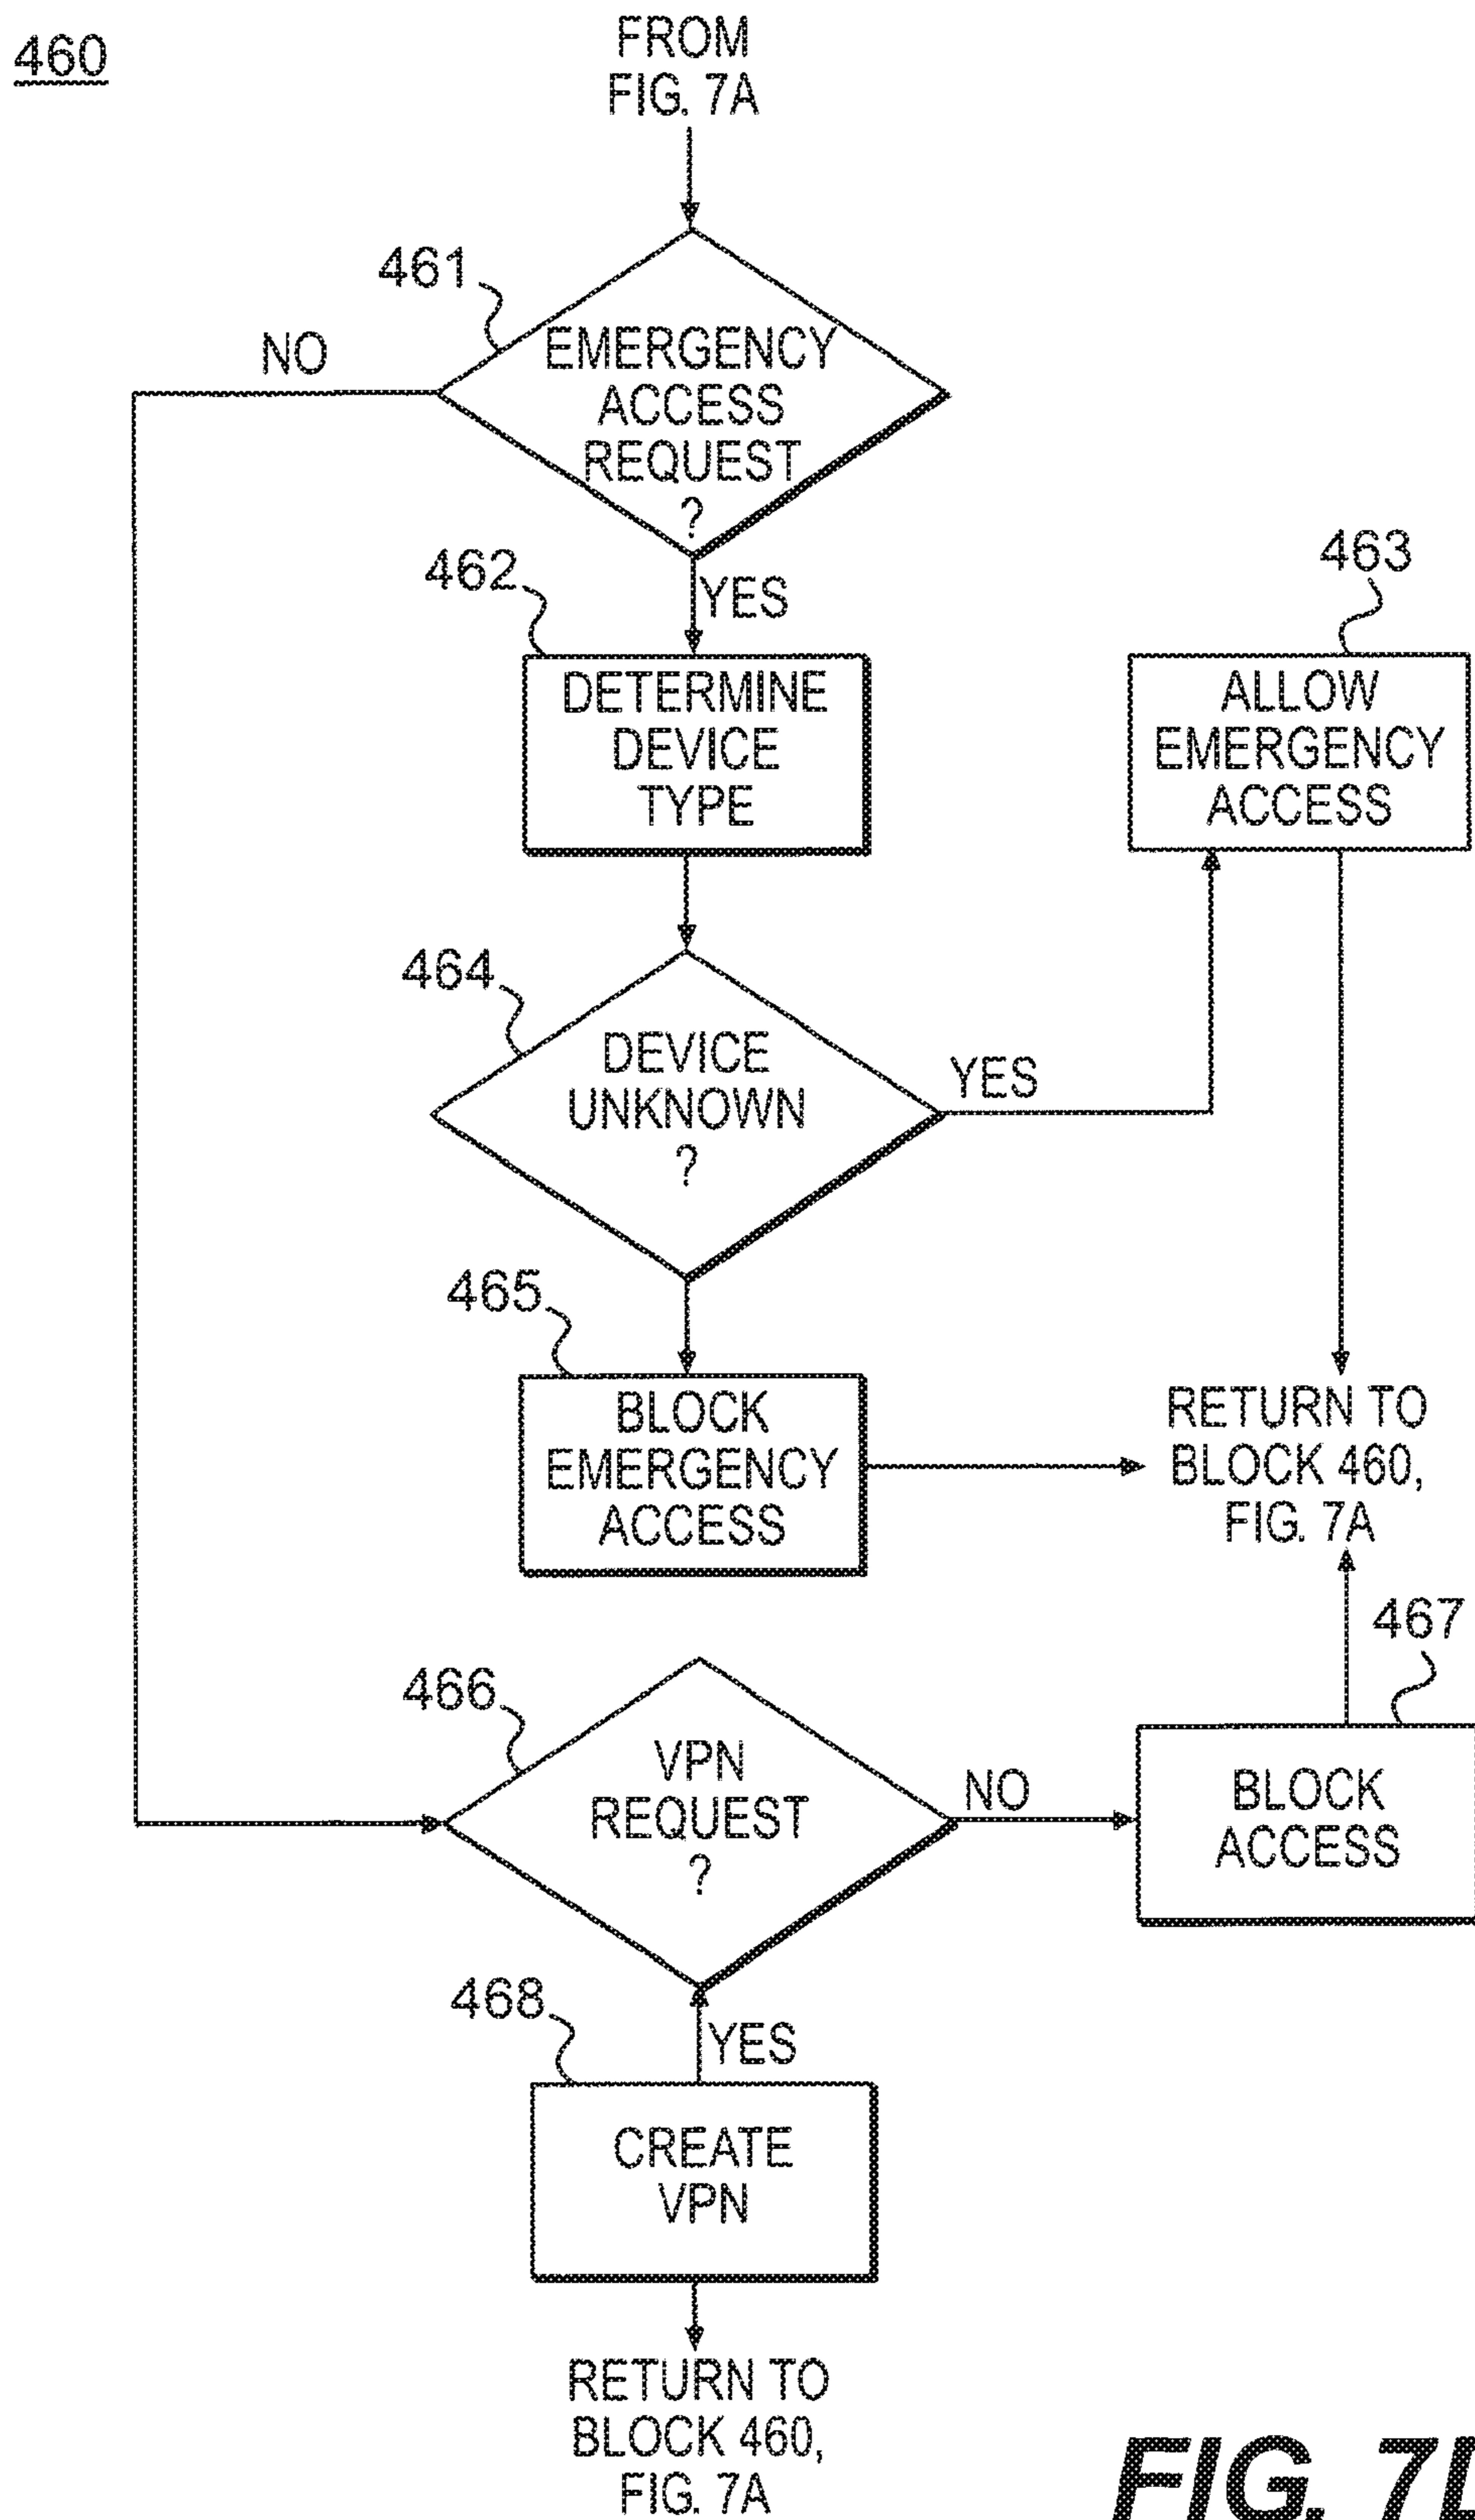 460
FROM
FIG. 7A
461
NO
EMERGENCY
ACCESS
REQUEST
?
462
YES
463
DETERMINE
DEVICE
TYPE
ALLOW
EMERGENCY
ACCESS
464
DEVICE
UNKNOWN
?
YES
465
BLOCK
EMERGENCY
ACCESS
RETURN TO
BLOCK 460,
FIG. 7A
467
466
VPN
REQUEST
?
NO
BLOCK
ACCESS
468
YES
CREATE
VPN
RETURN TO
BLOCK 460,
FIG. 7A
FIG.